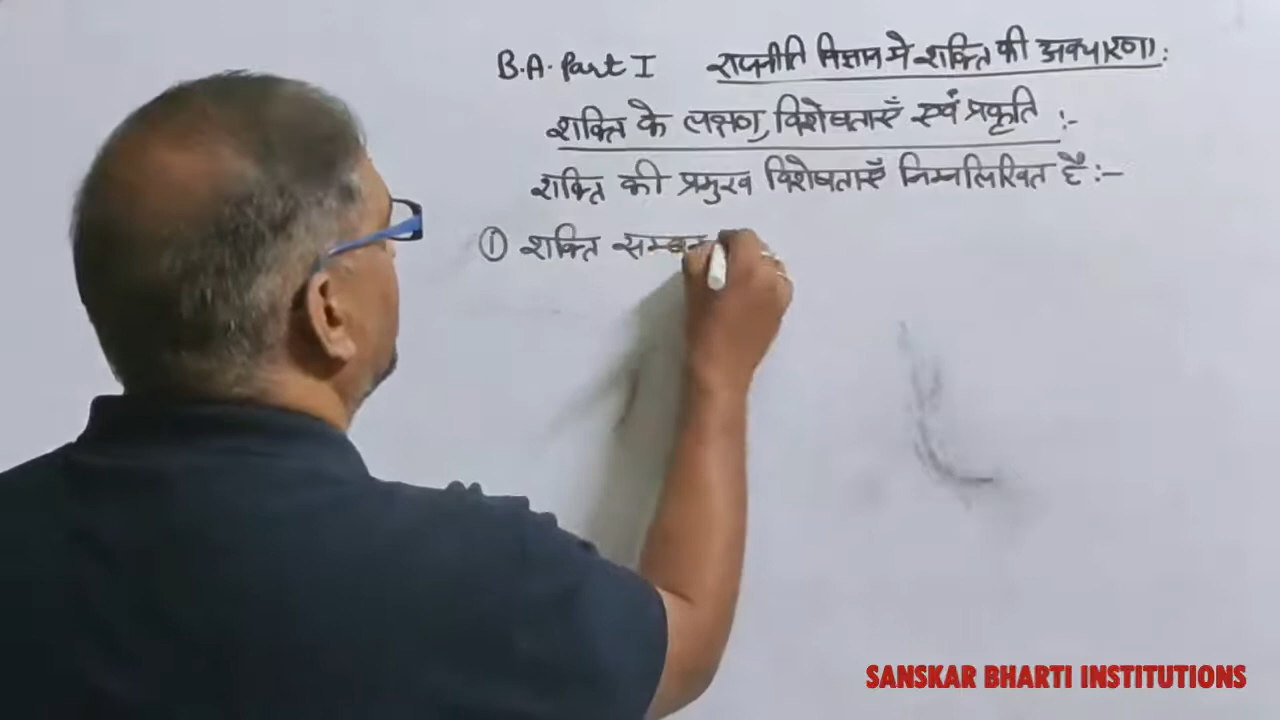 B.A. Part I राजनीति विज्ञान मे शक्ति की अवधारणा :
शक्ति के लक्षण, विशेषताएँ एवं प्रकृति :-
शक्ति की प्रमुख विशेषताएँ निम्नलिखित है :-
① शक्ति
SANSKAR BHARTI INSTITUTIONS